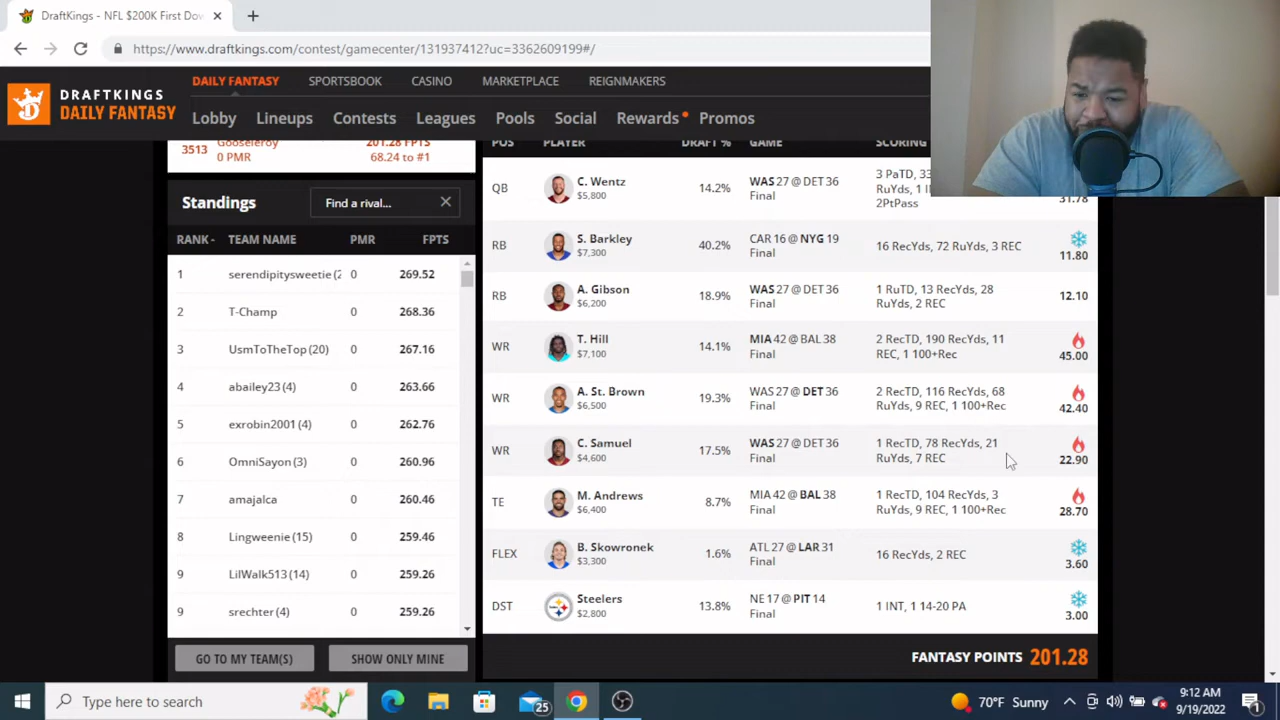 DraftKings - NFL $200K First Dov
https://www.draftkings.com/contest/gamecenter/131937412?uc=3362609199#/
DRAFTKINGS
DAILY FANTASY
DAILY FANTASY SPORTSBOOK CASINO MARKETPLACE REIGNMAKERS
Lobby Lineups Contests Leagues Pools Social Rewards Promos
3513 Gooseleroy 201.28 FPTS
0 PMR 68.24 to #1
Standings Find a rival...
RANK TEAM NAME PMR FPTS
1 serendipitysweetie (2 0 269.52
2 T-Champ 0 268.36
3 UsmToTheTop (20) 0 267.16
4 abailey23 (4) 0 263.66
5 exrobin2001 (4) 0 262.76
6 OmniSayon (3) 0 260.96
7 amajalca 0 260.46
8 Lingweenie (15) 0 259.46
9 LilWalk513 (14) 0 259.26
9 srechter (4) 0 259.26
GO TO MY TEAM(S) SHOW ONLY MINE
POS PLAYER DRAFT % GAME SCORING
QB C. Wentz 14.2% WAS 27 @ DET 36 3 PaTD, 33
$5,800 Final RuYds, 1 I
2PtPass 31.78
RB S. Barkley 40.2% CAR 16 @ NYG 19 16 RecYds, 72 RuYds, 3 REC
$7,300 Final 11.80
RB A. Gibson 18.9% WAS 27 @ DET 36 1 RuTD, 13 RecYds, 28
$6,200 Final RuYds, 2 REC 12.10
WR T. Hill 14.1% MIA 42 @ BAL 38 2 RecTD, 190 RecYds, 11
$7,100 Final REC, 1 100+Rec 45.00
WR A. St. Brown 19.3% WAS 27 @ DET 36 2 RecTD, 116 RecYds, 68
$6,500 Final RuYds, 9 REC, 1 100+Rec 42.40
WR C. Samuel 17.5% WAS 27 @ DET 36 1 RecTD, 78 RecYds, 21
$4,600 Final RuYds, 7 REC 22.90
TE M. Andrews 8.7% MIA 42 @ BAL 38 1 RecTD, 104 RecYds, 3
$6,400 Final RuYds, 9 REC, 1 100+Rec 28.70
FLEX B. Skowronek 1.6% ATL 27 @ LAR 31 16 RecYds, 2 REC
$3,300 Final 3.60
DST Steelers 13.8% NE 17 @ PIT 14 1 INT, 1 14-20 PA
$2,800 Final 3.00
FANTASY POINTS 201.28
Type here to search
25
70°F Sunny
9:12 AM
9/19/2022
1